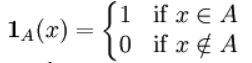 𝟏_A(x) = { 1 if x ∈ A
0 if x ∉ A